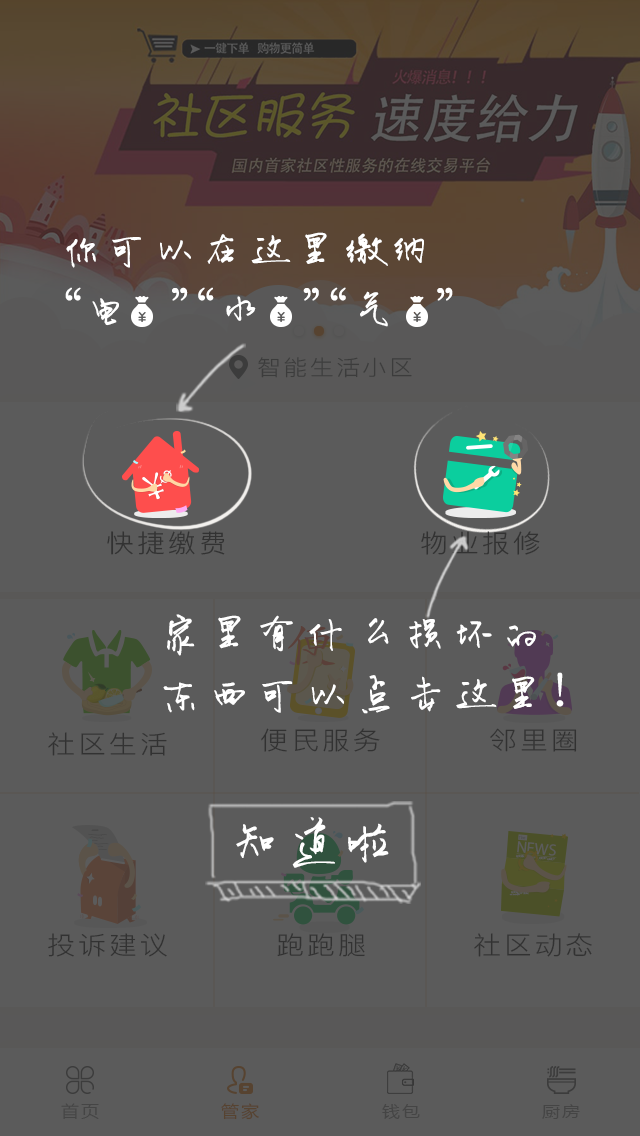 一键下单 购物更简单
火爆消息！！！
社区服务 速度给力
国内首家社区性服务的在线交易平台
你可以在这里缴纳
“电¥”“水¥”“气¥”
智能生活小区
¥
快捷缴费 物业报修
家里有什么损坏的
东西可以点击这里！
便
社区生活 便民服务 邻里圈
知道啦
NEWS
投诉建议 跑跑腿 社区动态
首页 管家 钱包 厨房